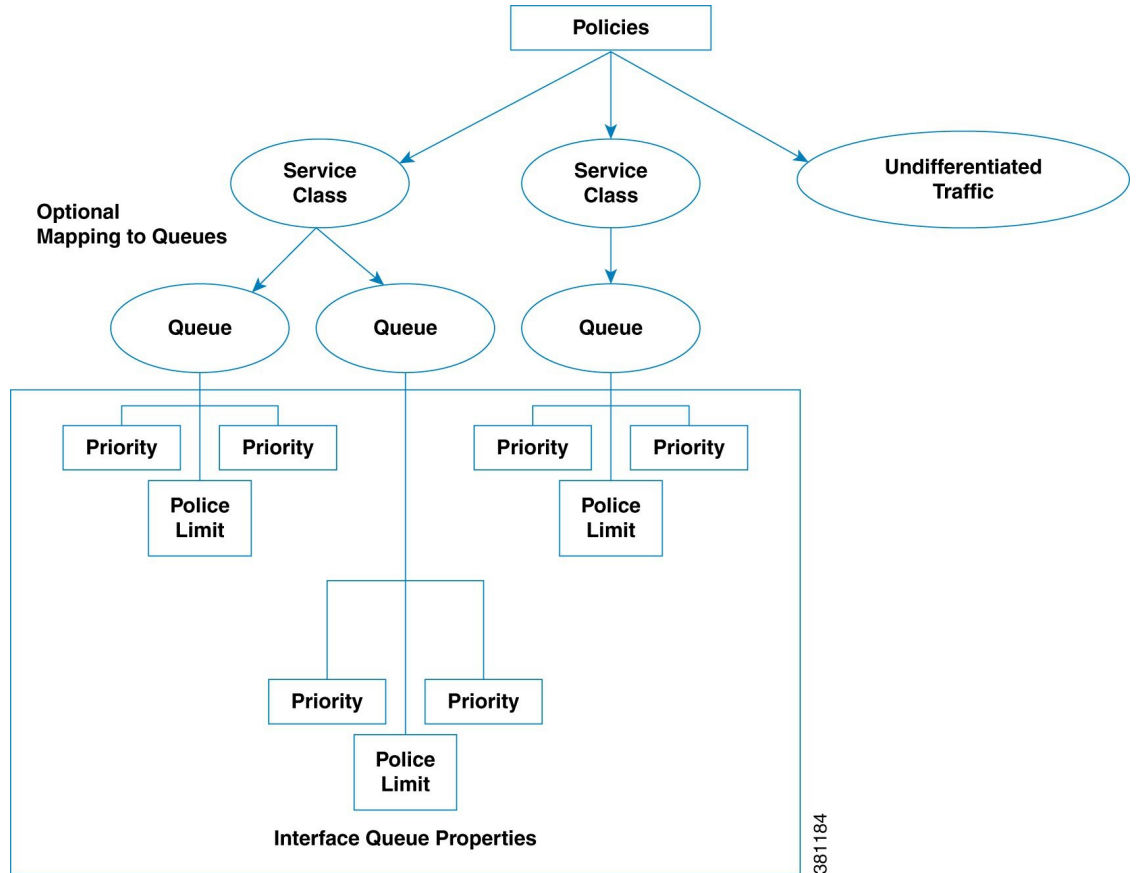 Policies
Service
Class
Service
Class
Undifferentiated
Traffic
Optional
Mapping to Queues
Queue
Queue
Queue
Priority
Priority
Priority
Priority
Police
Limit
Police
Limit
Priority
Priority
Police
Limit
Interface Queue Properties
381184